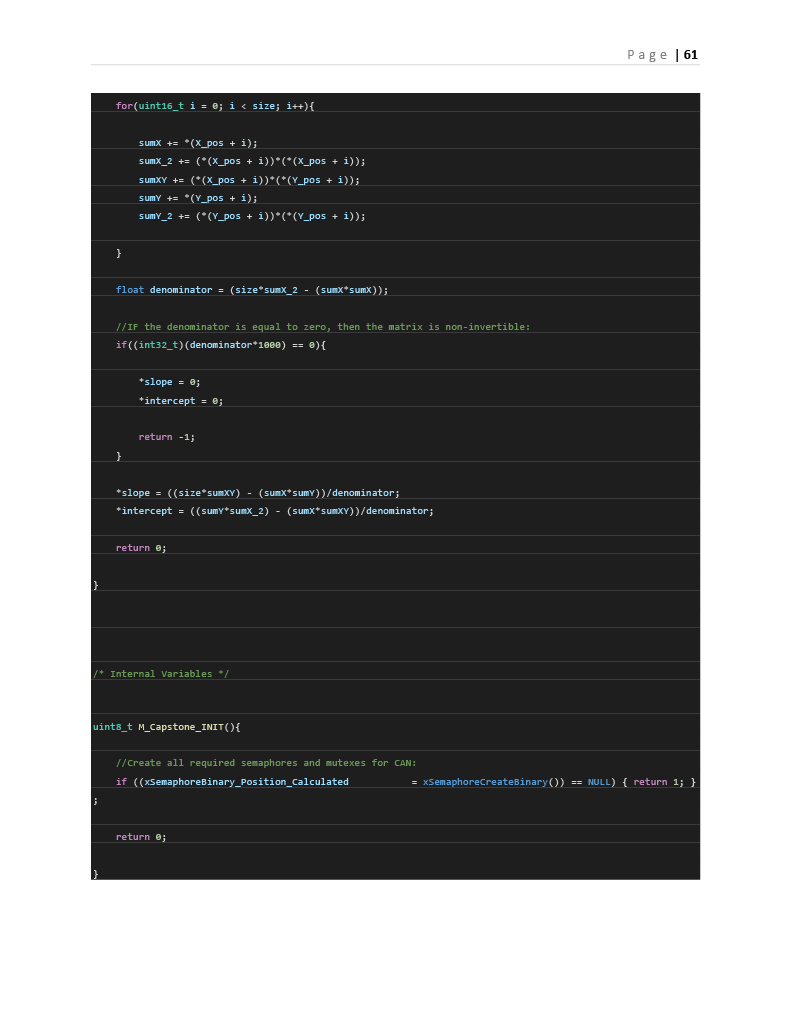 Page | 61
for(uint16_t i = 0; i < size; i++){
sumX += *(X_pos + i);
sumX_2 += (*(X_pos + i))*(*(X_pos + i));
sumXY += (*(X_pos + i))*(*(Y_pos + i));
sumY += *(Y_pos + i);
sumY_2 += (*(Y_pos + i))*(*(Y_pos + i));
}
float denominator = (size*sumX_2 - (sumX*sumX));
//IF the denominator is equal to zero, then the matrix is non-invertible:
if((int32_t)(denominator*1000) == 0){
*slope = 0;
*intercept = 0;
return -1;
}
*slope = ((size*sumXY) - (sumX*sumY))/denominator;
*intercept = ((sumY*sumX_2) - (sumX*sumXY))/denominator;
return 0;
}
/* Internal Variables */
uint8_t M_Capstone_INIT(){
//Create all required semaphores and mutexes for CAN:
if ((xSemaphoreBinary_Position_Calculated = xSemaphoreCreateBinary()) == NULL) { return 1; }
;
return 0;
}